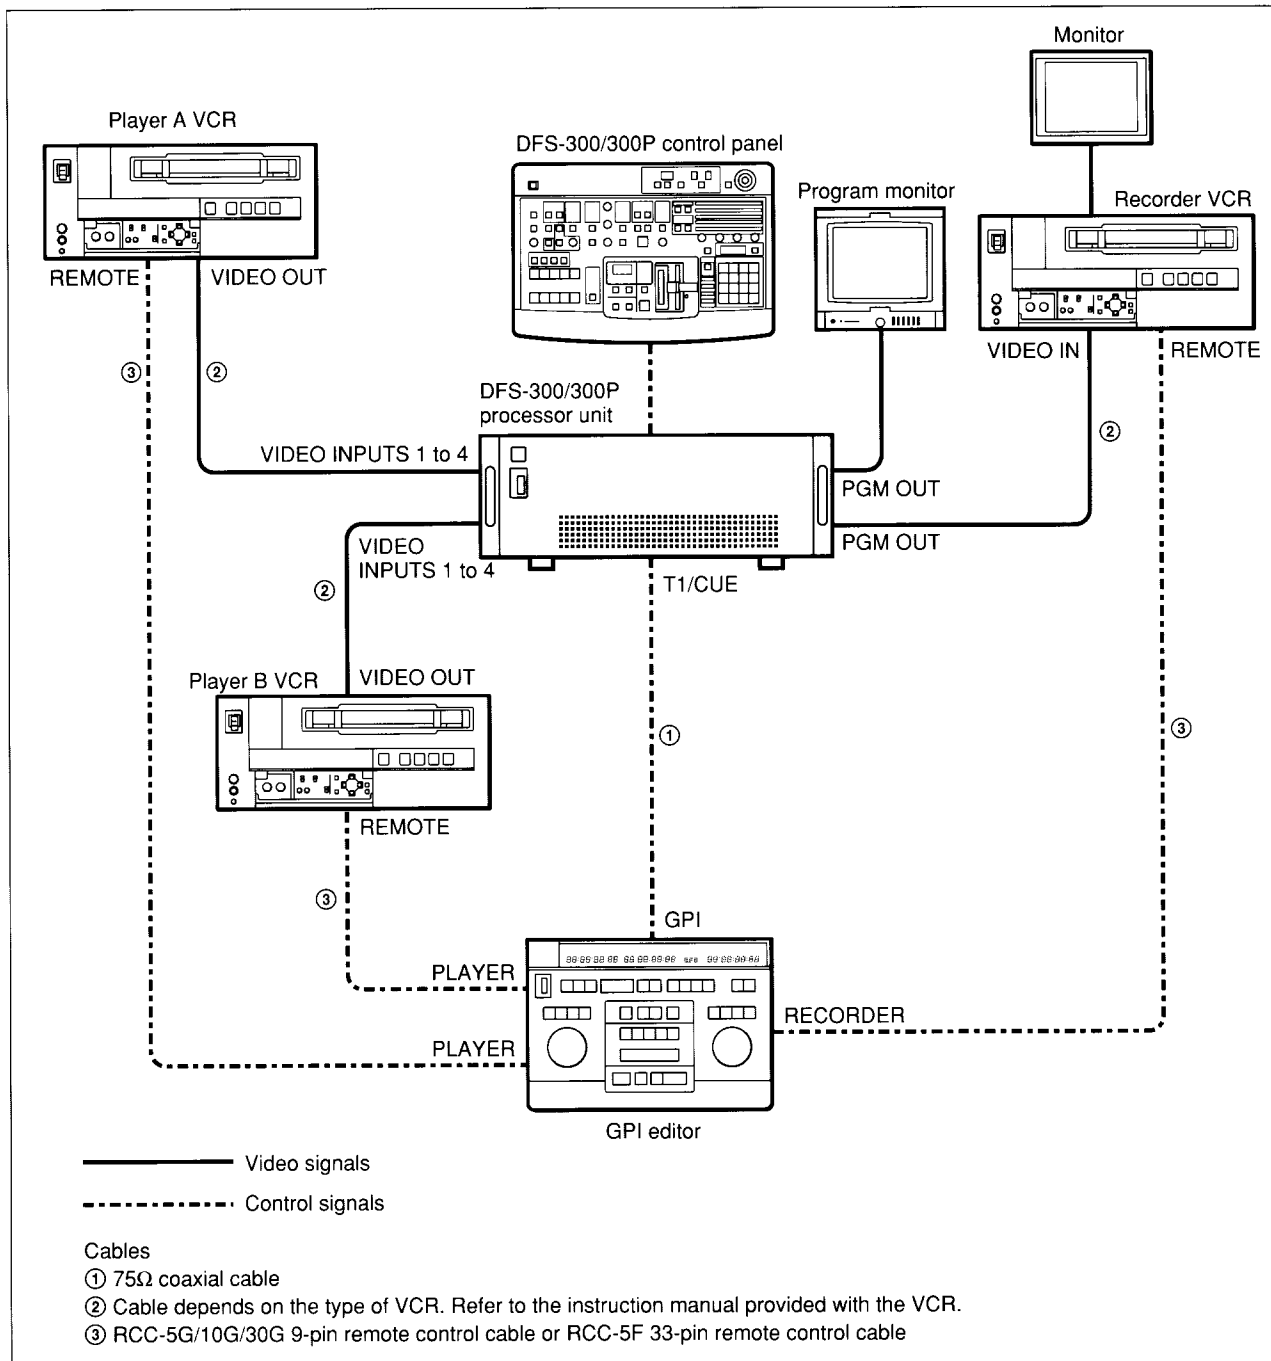 Monitor
Player A VCR
DFS-300/300P control panel
Program monitor
Recorder VCR
REMOTE
VIDEO OUT
VIDEO IN
REMOTE
③
②
DFS-300/300P
processor unit
②
VIDEO INPUTS 1 to 4
PGM OUT
VIDEO
INPUTS 1 to 4
PGM OUT
T1/CUE
②
Player B VCR
VIDEO OUT
①
③
REMOTE
③
GPI
PLAYER
RECORDER
PLAYER
GPI editor
Video signals
Control signals
Cables
① 75Ω coaxial cable
② Cable depends on the type of VCR. Refer to the instruction manual provided with the VCR.
③ RCC-5G/10G/30G 9-pin remote control cable or RCC-5F 33-pin remote control cable